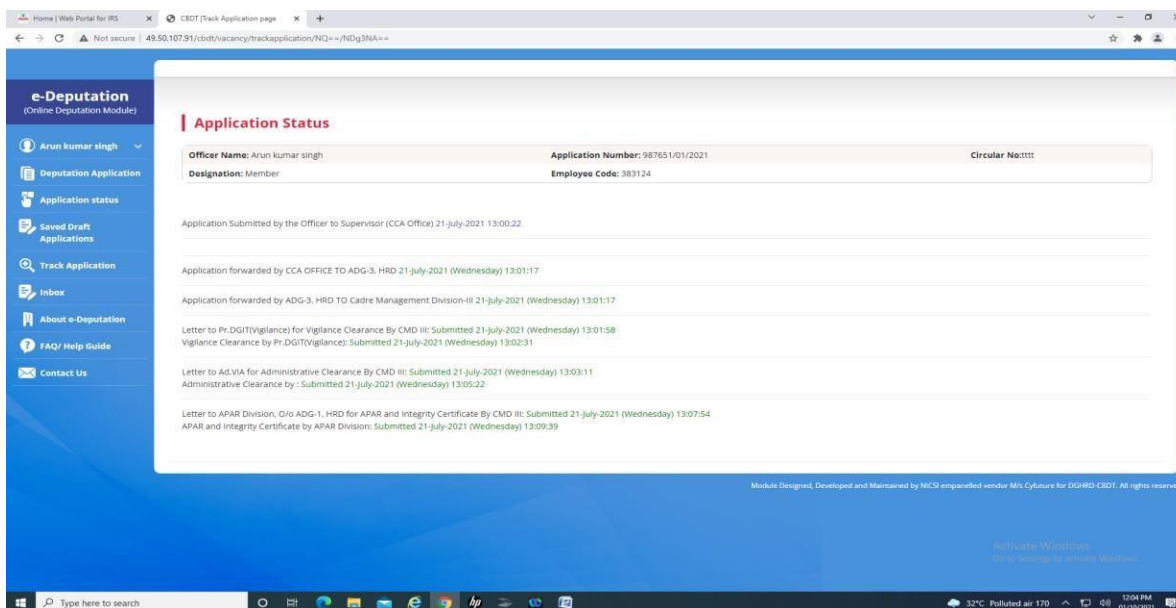 Home | Web Portal for IRS
CBDT |Track Application page
Not secure | 49.50.107.91/cbdt/vacancy/trackapplication/NQ==/NDg3NA==
e-Deputation
(Online Deputation Module)
Arun kumar singh
Deputation Application
Application status
Saved Draft
Applications
Track Application
Inbox
About e-Deputation
FAQ/ Help Guide
Contact Us
Application Status
Officer Name: Arun kumar singh Application Number: 987651/01/2021 Circular No:tttt
Designation: Member Employee Code: 383124
Application Submitted by the Officer to Supervisor (CCA Office) 21-July-2021 13:00:22
Application forwarded by CCA OFFICE TO ADG-3, HRD 21-July-2021 (Wednesday) 13:01:17
Application forwarded by ADG-3, HRD TO Cadre Management Division-III 21-July-2021 (Wednesday) 13:01:17
Letter to Pr.DGIT(Vigilance) for Vigilance Clearance By CMD III: Submitted 21-July-2021 (Wednesday) 13:01:58
Vigilance Clearance by Pr.DGIT(Vigilance): Submitted 21-July-2021 (Wednesday) 13:02:31
Letter to Ad.VIA for Administrative Clearance By CMD III: Submitted 21-July-2021 (Wednesday) 13:03:11
Administrative Clearance by : Submitted 21-July-2021 (Wednesday) 13:05:22
Letter to APAR Division, O/o ADG-1, HRD for APAR and Integrity Certificate By CMD III: Submitted 21-July-2021 (Wednesday) 13:07:54
APAR and Integrity Certificate by APAR Division: Submitted 21-July-2021 (Wednesday) 13:09:39
Module Designed, Developed and Maintained by NICSI empanelled vendor M/s Cyfuture for DGHRD-CBDT. All rights reserve
Activate Windows
Go to Settings to activate Windows.
Type here to search
hp
32°C Polluted air 170
12:04 PM
01/10/2021